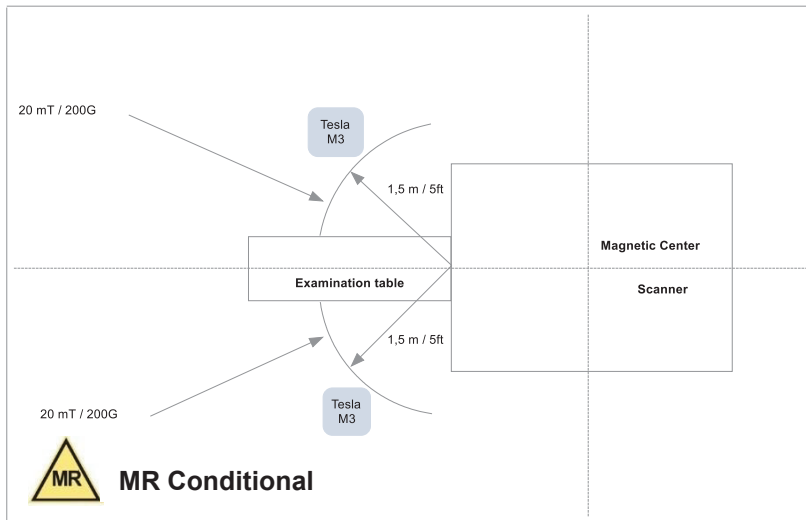 20 mT / 200G
Tesla
M3
1,5 m / 5ft
Magnetic Center
Examination table
Scanner
1,5 m / 5ft
Tesla
M3
20 mT / 200G
MR
MR Conditional